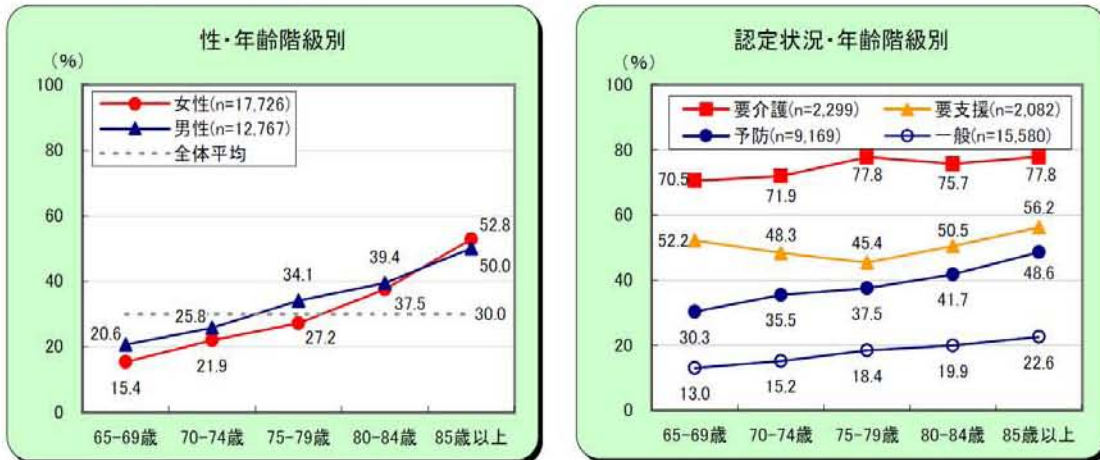 性・年齢階級別
(%)
100
80
60
40
20
0
女性(n=17,726)
男性(n=12,767)
全体平均
52.8
50.0
39.4
37.5
34.1
30.0
27.2
25.8
21.9
20.6
15.4
65-69歳 70-74歳 75-79歳 80-84歳 85歳以上
認定状況・年齢階級別
(%)
100
80
60
40
20
0
要介護(n=2,299) 要支援(n=2,082)
予防(n=9,169) 一般(n=15,580)
70.5 71.9 77.8 75.7 77.8
52.2 48.3 45.4 50.5 56.2
30.3 35.5 37.5 41.7 48.6
13.0 15.2 18.4 19.9 22.6
65-69歳 70-74歳 75-79歳 80-84歳 85歳以上